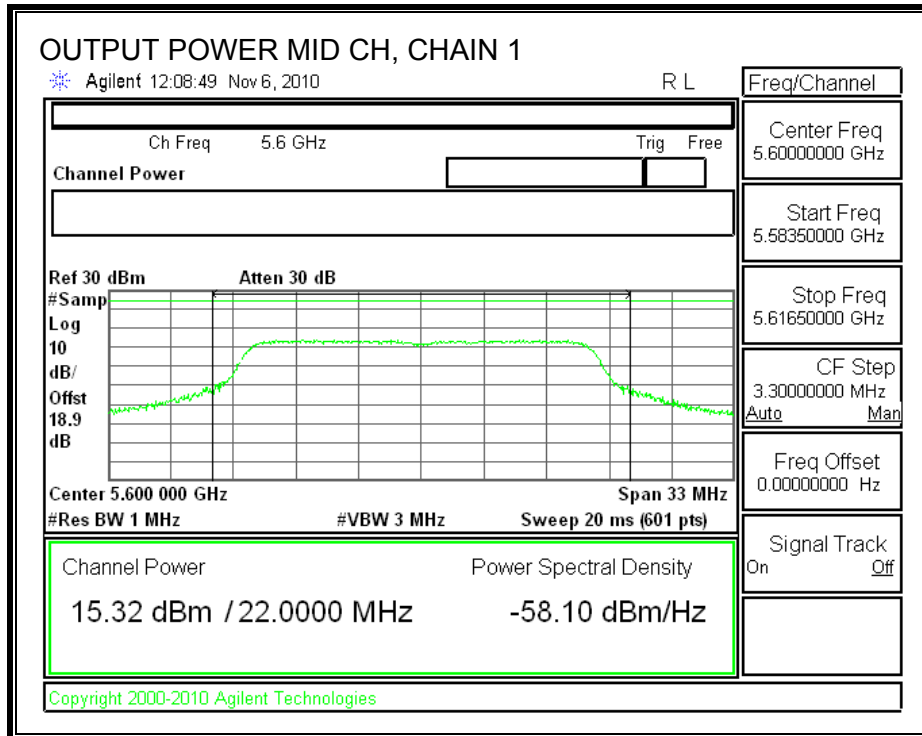 OUTPUT POWER MID CH, CHAIN 1
Agilent 12:08:49 Nov 6, 2010 R L
Freq/Channel
Ch Freq 5.6 GHz Trig Free
Channel Power
Center Freq
5.60000000 GHz
Start Freq
5.58350000 GHz
Stop Freq
5.61650000 GHz
CF Step
3.30000000 MHz
Auto Man
Freq Offset
0.00000000 Hz
Signal Track
On Off
Ref 30 dBm Atten 30 dB
#Samp
Log
10
dB/
Offst
18.9
dB
Center 5.600 000 GHz Span 33 MHz
#Res BW 1 MHz #VBW 3 MHz Sweep 20 ms (601 pts)
Channel Power Power Spectral Density
15.32 dBm / 22.0000 MHz -58.10 dBm/Hz
Copyright 2000-2010 Agilent Technologies